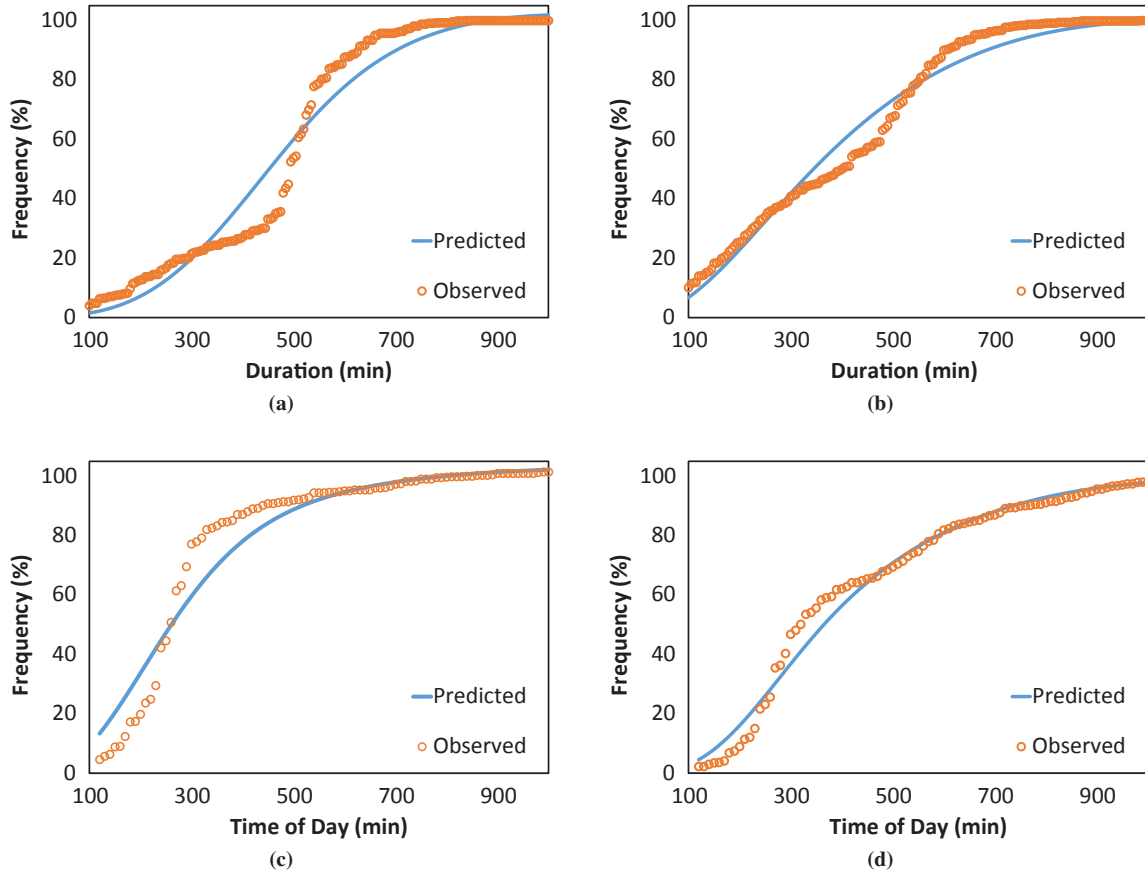 100
80
60
40
20
0
Frequency (%)
Predicted
Observed
100 300 500 700 900
Duration (min)
(a)
100
80
60
40
20
0
Frequency (%)
Predicted
Observed
100 300 500 700 900
Duration (min)
(b)
100
80
60
40
20
0
Frequency (%)
Predicted
Observed
100 300 500 700 900
Time of Day (min)
(c)
100
80
60
40
20
0
Frequency (%)
Predicted
Observed
100 300 500 700 900
Time of Day (min)
(d)